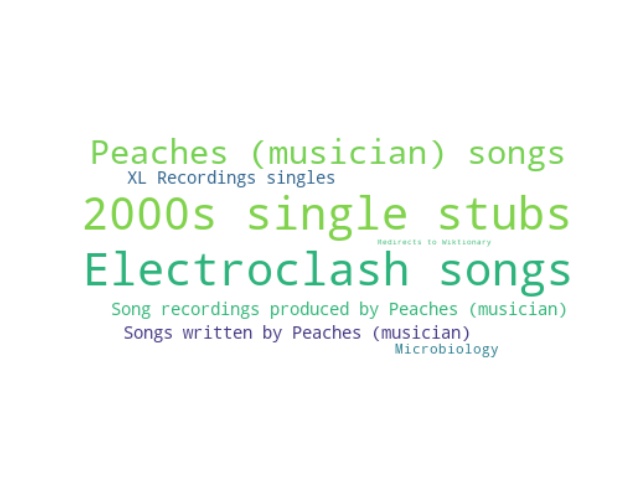 Peaches (musician) songs
XL Recordings singles
2000s single stubs
Redirects to Wiktionary
Electroclash songs
Song recordings produced by Peaches (musician)
Songs written by Peaches (musician)
Microbiology